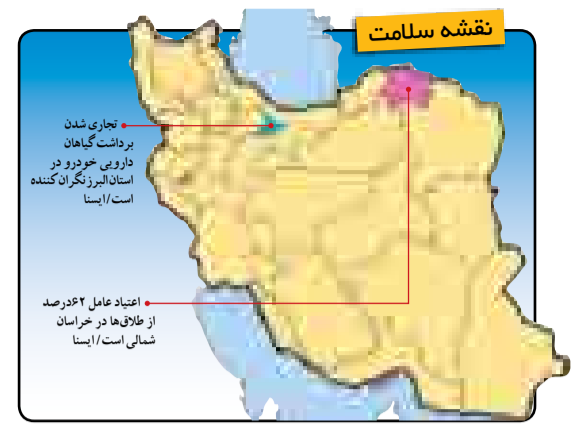 نقشه سلامت
تجاری شدن
برداشت گیاهان
دارویی خودرو در
استان البرز نگران کننده
است/ایسنا
اعتیاد عامل ۶۲درصد
از طلاق‌ها در خراسان
شمالی است/ایسنا